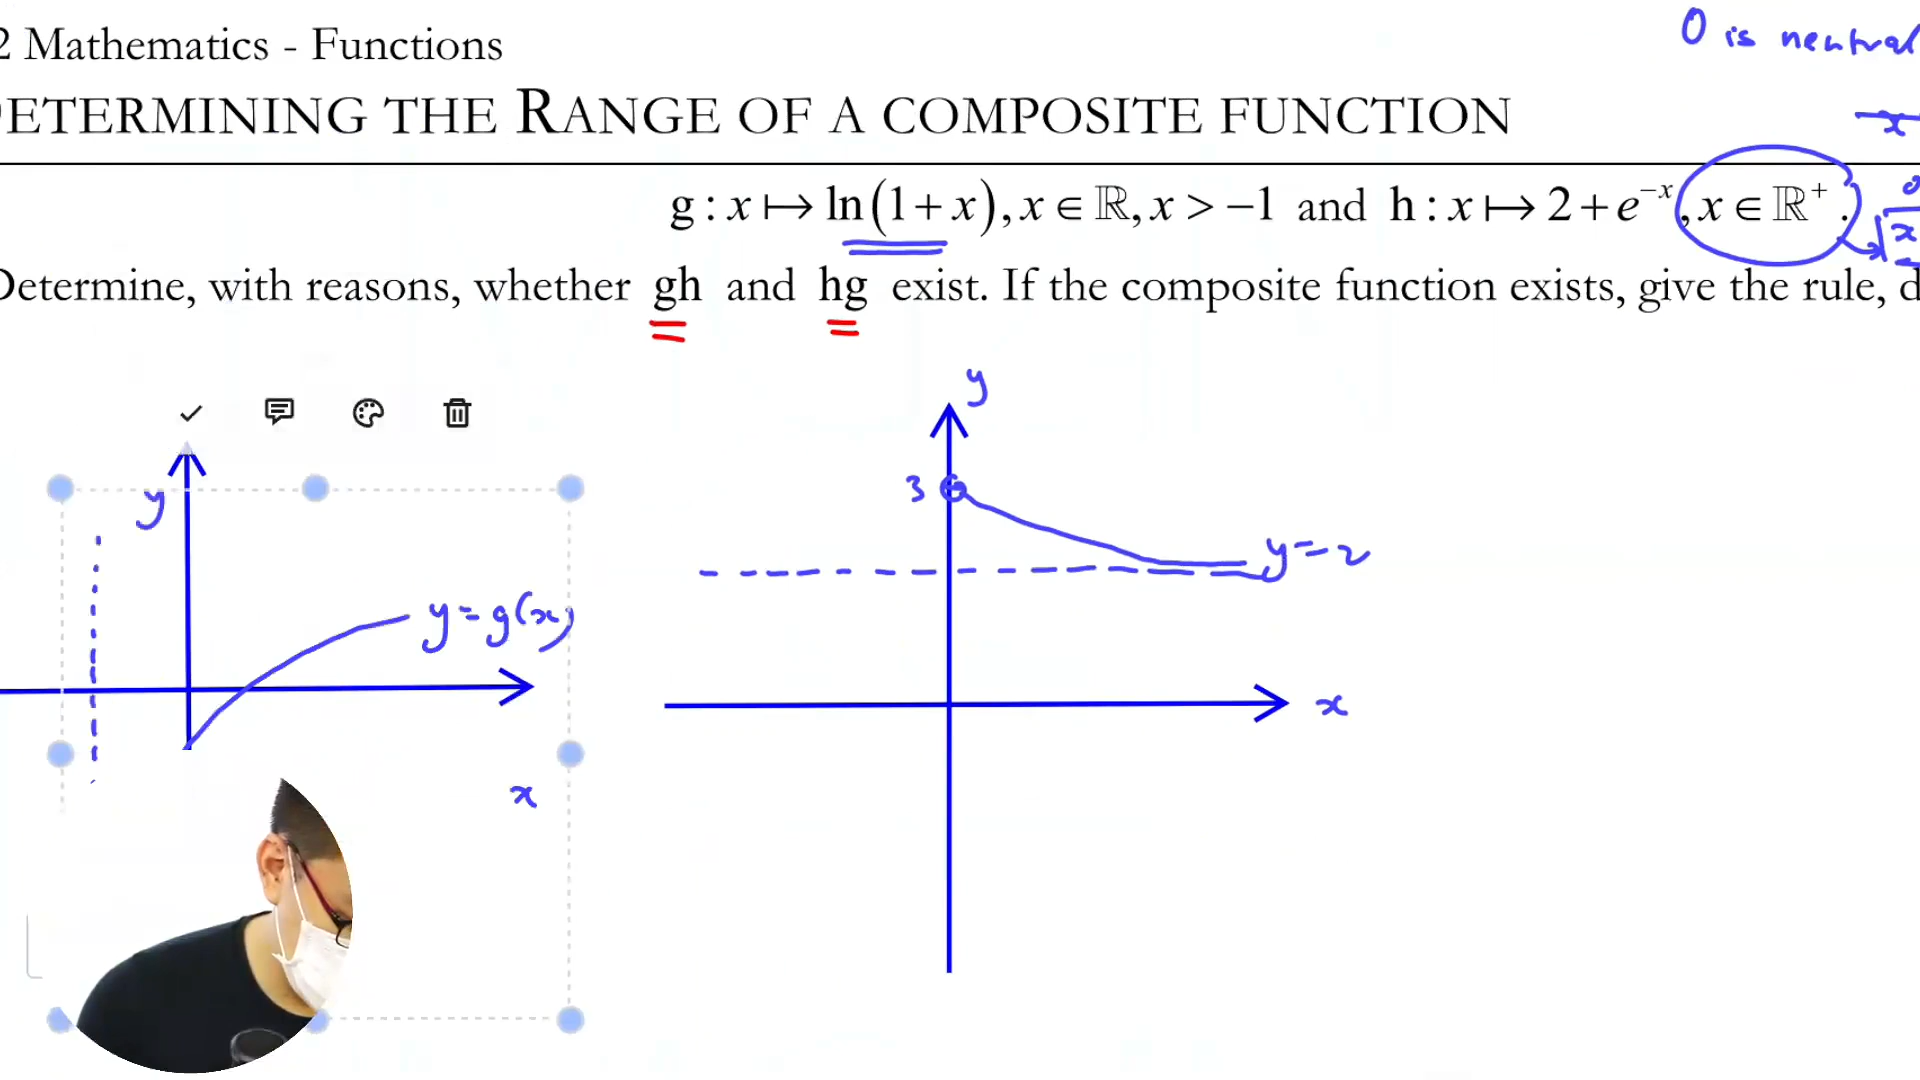 2 Mathematics - Functions
0 is neutral
DETERMINING THE RANGE OF A COMPOSITE FUNCTION
x
g : x ↦ ln(1 + x), x ∈ ℝ, x > −1 and h : x ↦ 2 + e^{−x}, x ∈ ℝ⁺.
Determine, with reasons, whether gh and hg exist. If the composite function exists, give the rule, d
y
y
3
y = 2
y = g(x)
x
x